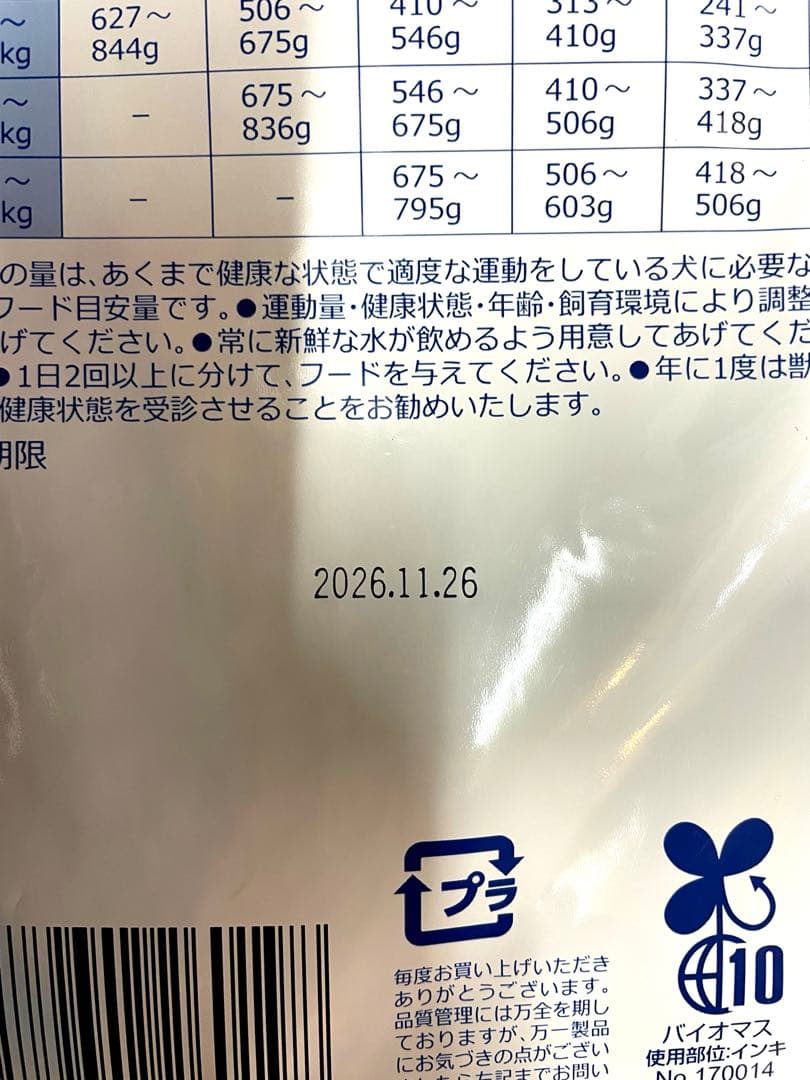 ～ 627～ 506～ 410～ 313～ 241～
kg 844g 675g 546g 410g 337g
～ － 675～ 546～ 410～ 337～
kg 836g 675g 506g 418g
～ － － 675～ 506～ 418～
kg 795g 603g 506g
の量は、あくまで健康な状態で適度な運動をしている犬に必要な
フード目安量です。●運動量・健康状態・年齢・飼育環境により調整
げてください。●常に新鮮な水が飲めるよう用意してあげてくだ
●1日2回以上に分けて、フードを与えてください。●年に1度は獣
健康状態を受診させることをお勧めいたします。
期限
2026.11.26
プラ
毎度お買い上げいただき
ありがとうございます。
品質管理には万全を期し
ておりますが、万一製品
にお気づきの点がござい
ましたら左記までお問い
10
バイオマス
使用部位:インキ
No.170014